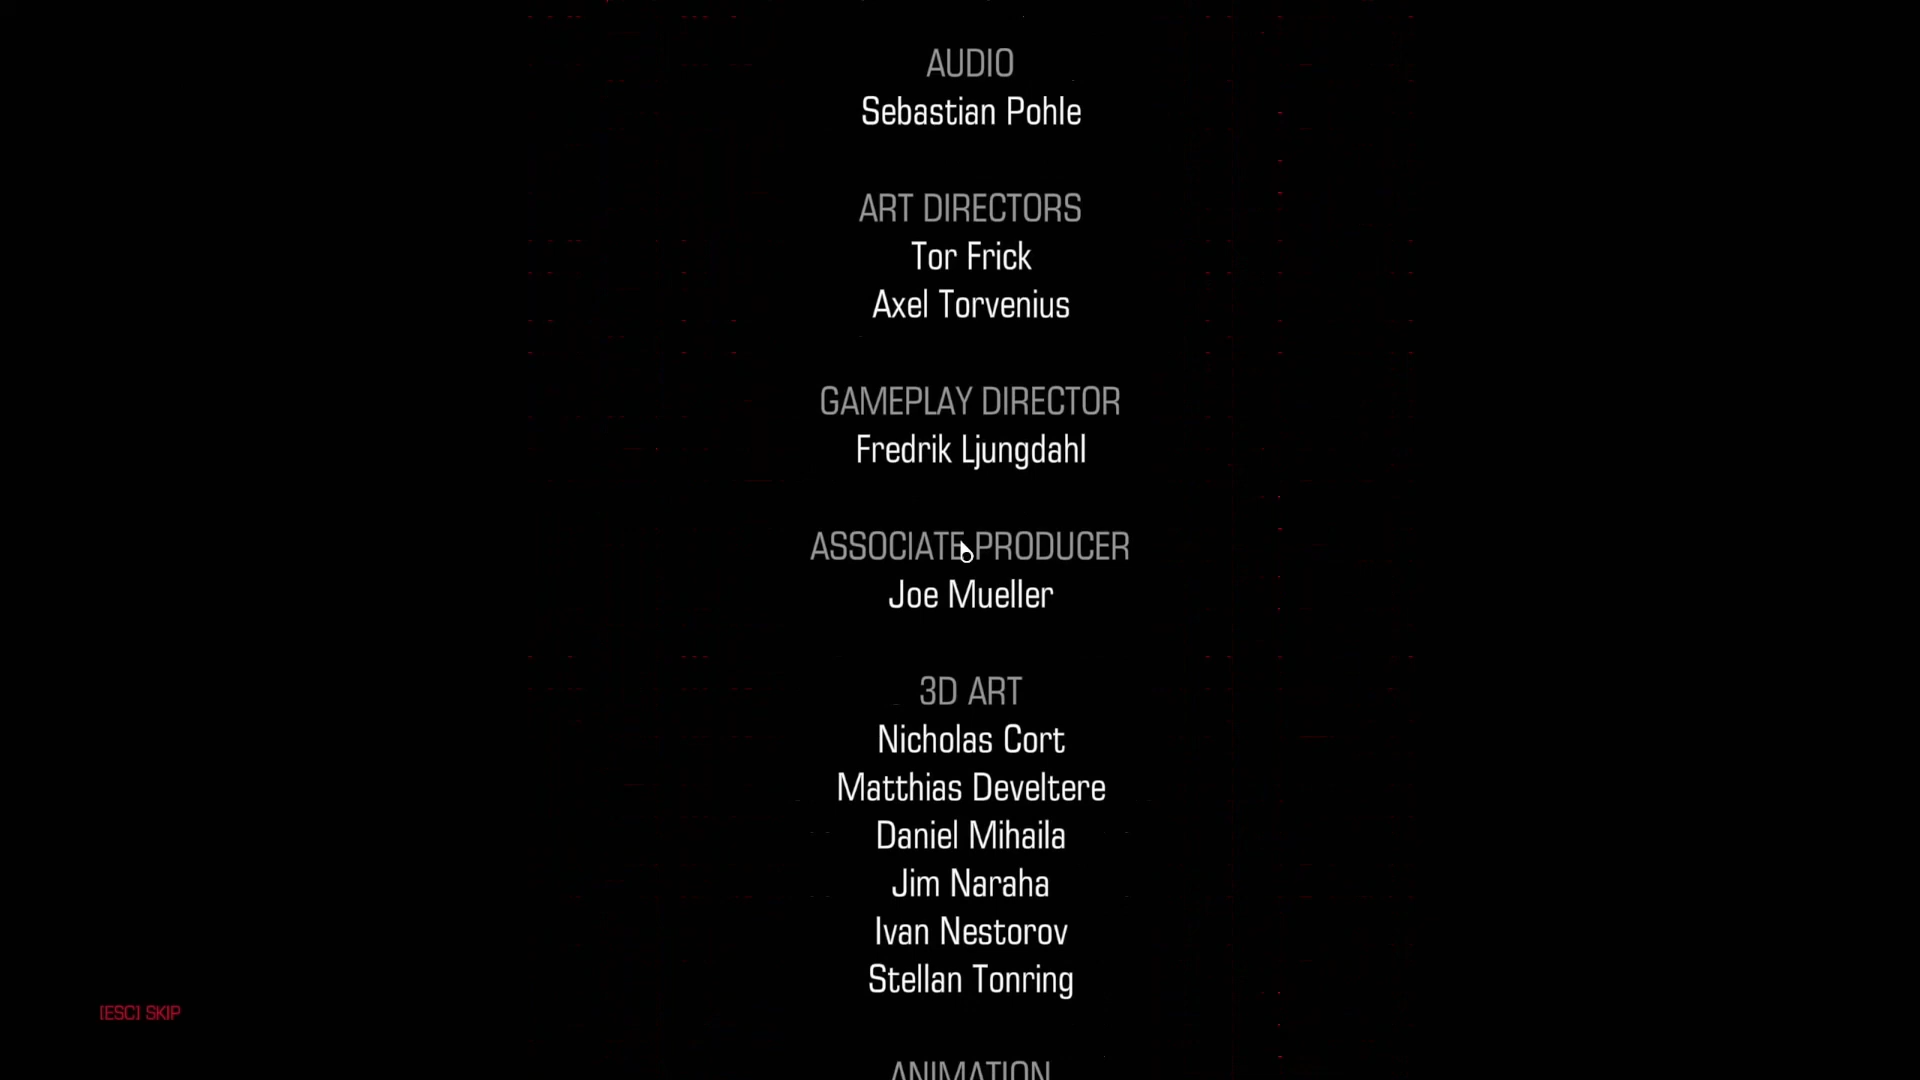 AUDIO
Sebastian Pohle
ART DIRECTORS
Tor Frick
Axel Torvenius
GAMEPLAY DIRECTOR
Fredrik Ljungdahl
ASSOCIATE PRODUCER
Joe Mueller
3D ART
Nicholas Cort
Matthias Develtere
Daniel Mihaila
Jim Naraha
Ivan Nestorov
Stellan Tonring
[ESC] SKIP
ANIMATION